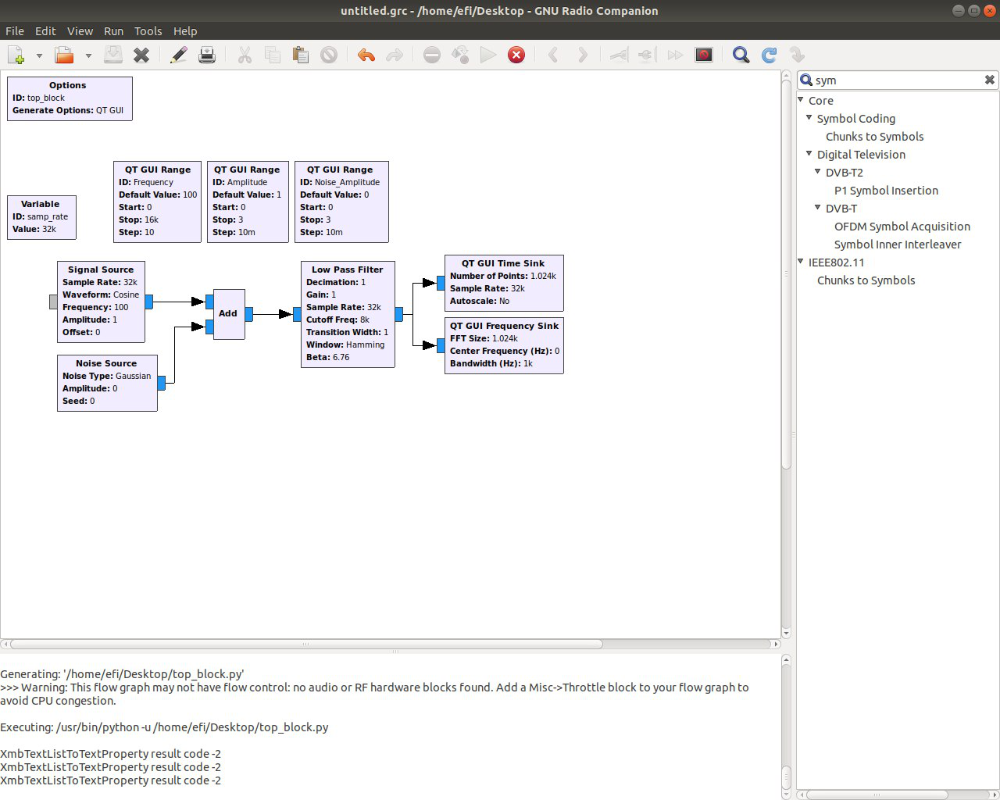 untitled.grc - /home/efi/Desktop - GNU Radio Companion
File Edit View Run Tools Help
Options
ID: top_block
Generate Options: QT GUI
Variable
ID: samp_rate
Value: 32k
QT GUI Range
ID: Frequency
Default Value: 100
Start: 0
Stop: 16k
Step: 10
QT GUI Range
ID: Amplitude
Default Value: 1
Start: 0
Stop: 3
Step: 10m
QT GUI Range
ID: Noise_Amplitude
Default Value: 0
Start: 0
Stop: 3
Step: 10m
Signal Source
Sample Rate: 32k
Waveform: Cosine
Frequency: 100
Amplitude: 1
Offset: 0
Noise Source
Noise Type: Gaussian
Amplitude: 0
Seed: 0
Add
Low Pass Filter
Decimation: 1
Gain: 1
Sample Rate: 32k
Cutoff Freq: 8k
Transition Width: 1
Window: Hamming
Beta: 6.76
QT GUI Time Sink
Number of Points: 1.024k
Sample Rate: 32k
Autoscale: No
QT GUI Frequency Sink
FFT Size: 1.024k
Center Frequency (Hz): 0
Bandwidth (Hz): 1k
sym
Core
Symbol Coding
Chunks to Symbols
Digital Television
DVB-T2
P1 Symbol Insertion
DVB-T
OFDM Symbol Acquisition
Symbol Inner Interleaver
IEEE802.11
Chunks to Symbols
Generating: '/home/efi/Desktop/top_block.py'
>>> Warning: This flow graph may not have flow control: no audio or RF hardware blocks found. Add a Misc->Throttle block to your flow graph to
avoid CPU congestion.
Executing: /usr/bin/python -u /home/efi/Desktop/top_block.py
XmbTextListToTextProperty result code -2
XmbTextListToTextProperty result code -2
XmbTextListToTextProperty result code -2